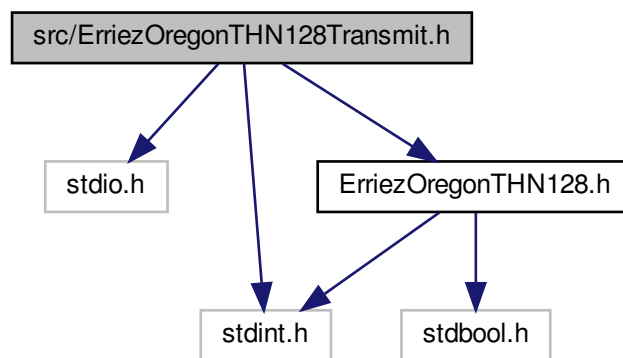 src/ErriezOregonTHN128Transmit.h
stdio.h
ErriezOregonTHN128.h
stdint.h
stdbool.h